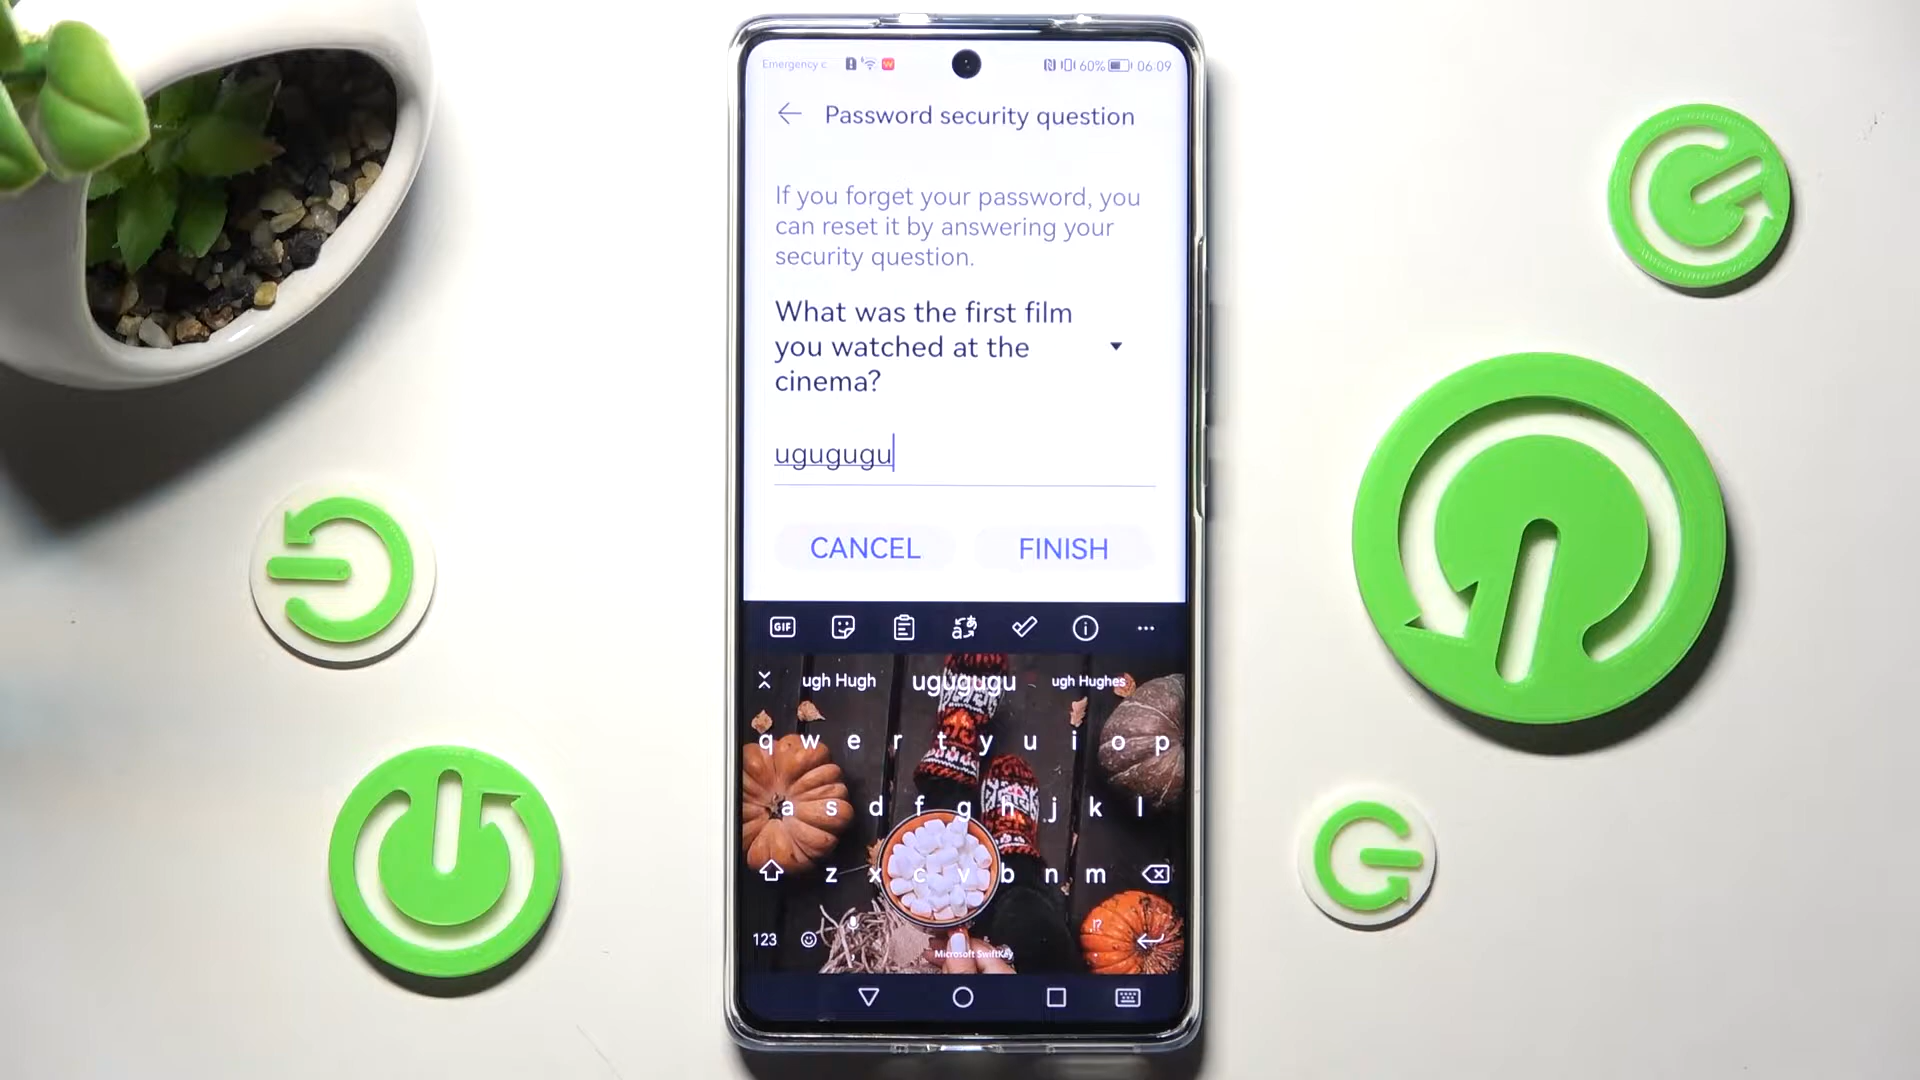 Emergency c
60% 06:09
Password security question
If you forget your password, you
can reset it by answering your
security question.
What was the first film
you watched at the
cinema?
ugugugu
CANCEL FINISH
GIF
ugh Hugh ugugugu ugh Hughes
q w e r t y u i o p
a s d f g h j k l
z x c v b n m
123 !?
Microsoft SwiftKey